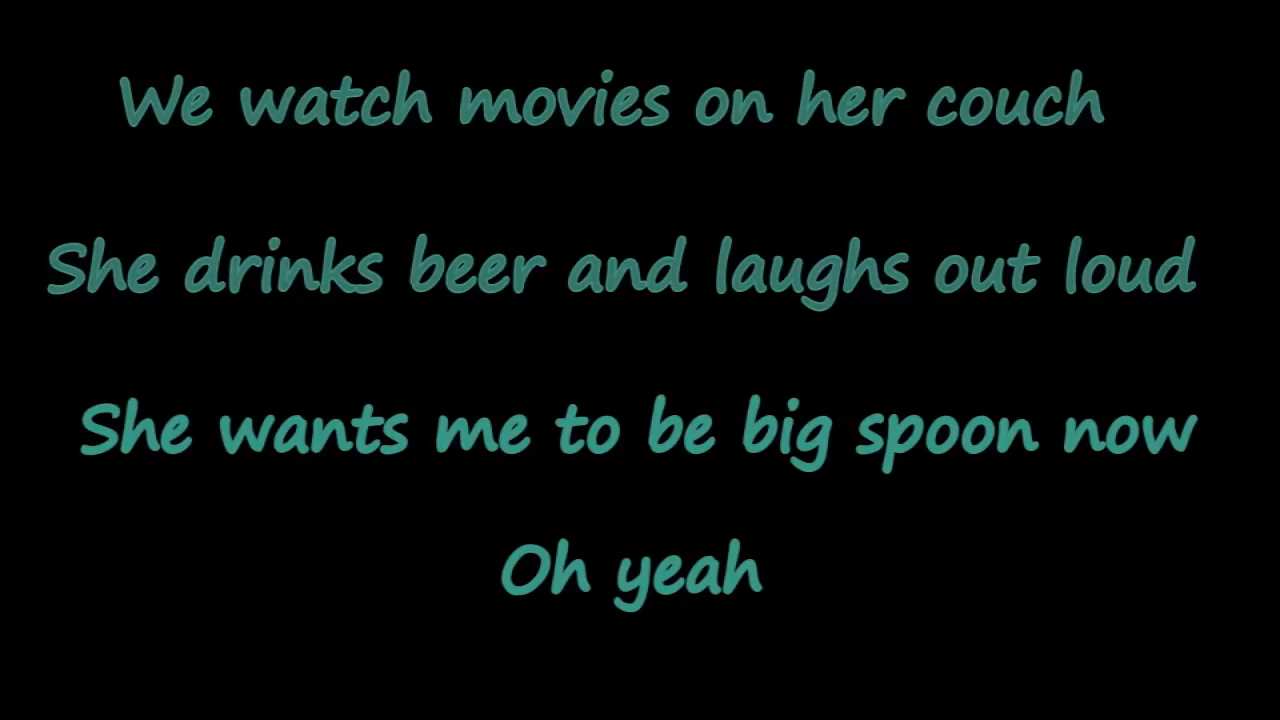 We watch movies on her couch
She drinks beer and laughs out loud
She wants me to be big spoon now
Oh yeah